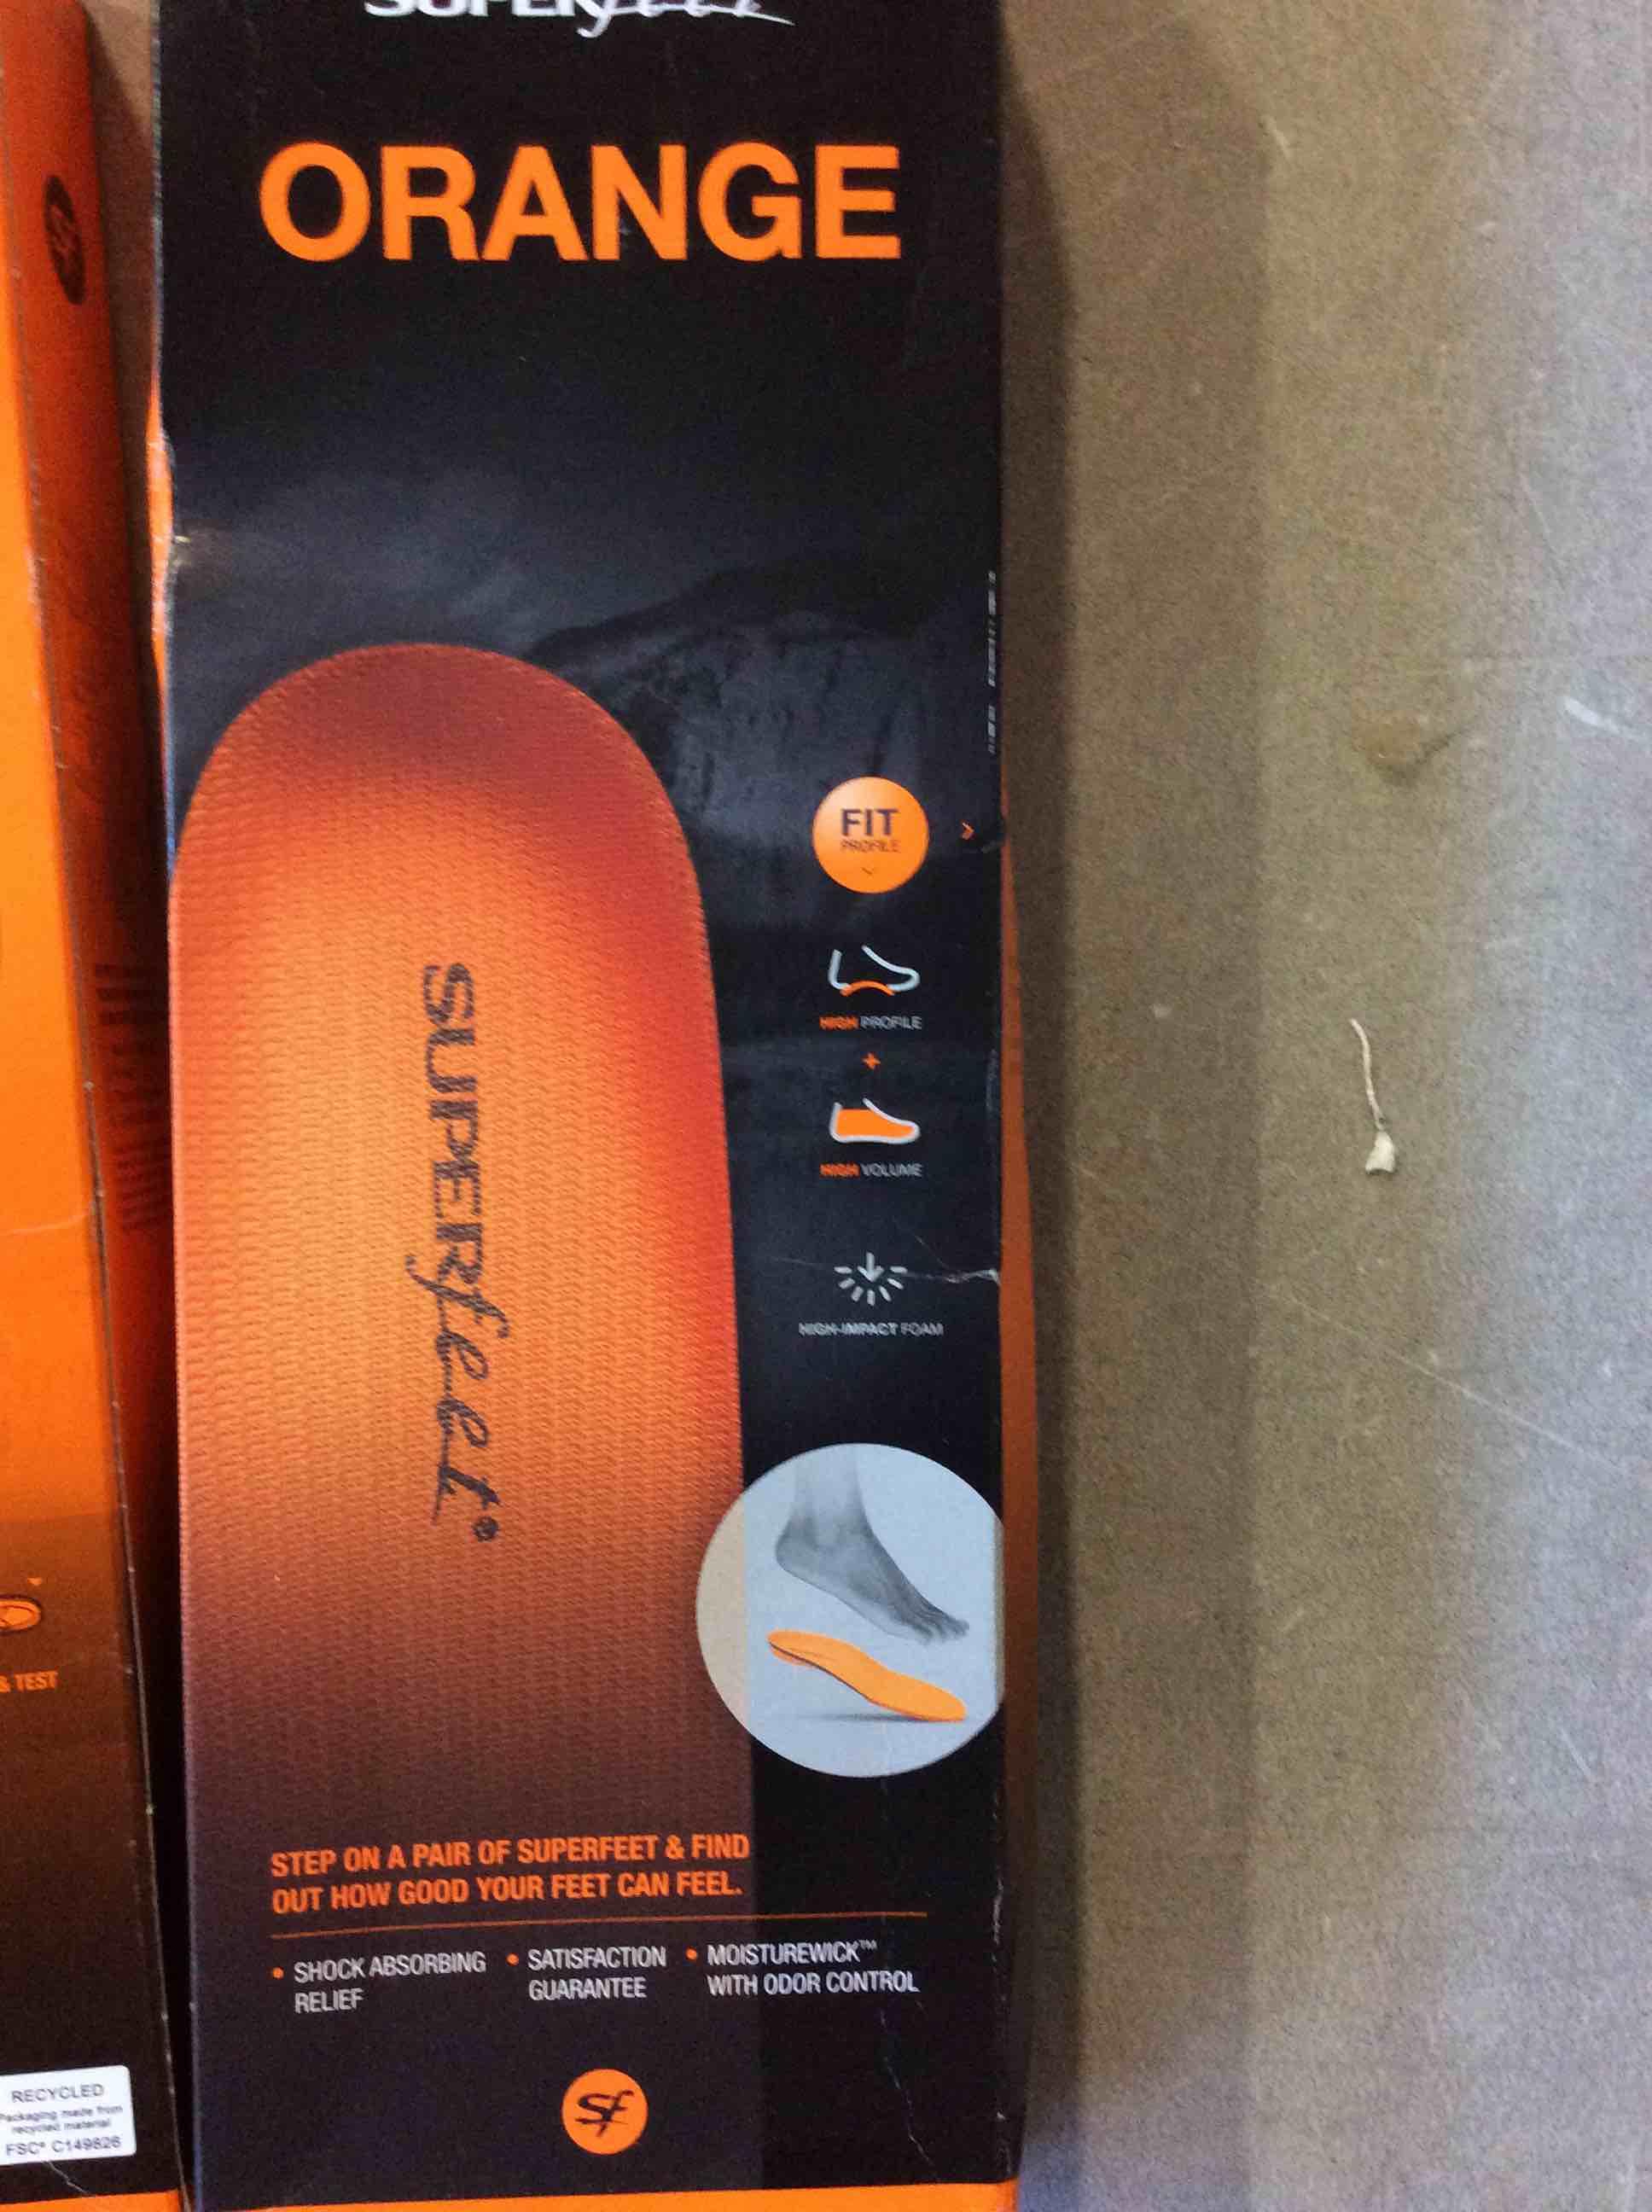 SUPERfeet
ORANGE
FIT
PROFILE
HIGH PROFILE
+
HIGH VOLUME
HIGH-IMPACT FOAM
SUPERfeet®
STEP ON A PAIR OF SUPERFEET & FIND
OUT HOW GOOD YOUR FEET CAN FEEL.
• SHOCK ABSORBING
RELIEF
• SATISFACTION
GUARANTEE
• MOISTUREWICK™
WITH ODOR CONTROL
sf
& TEST
RECYCLED
Packaging made from
recycled material
FSC® C149826